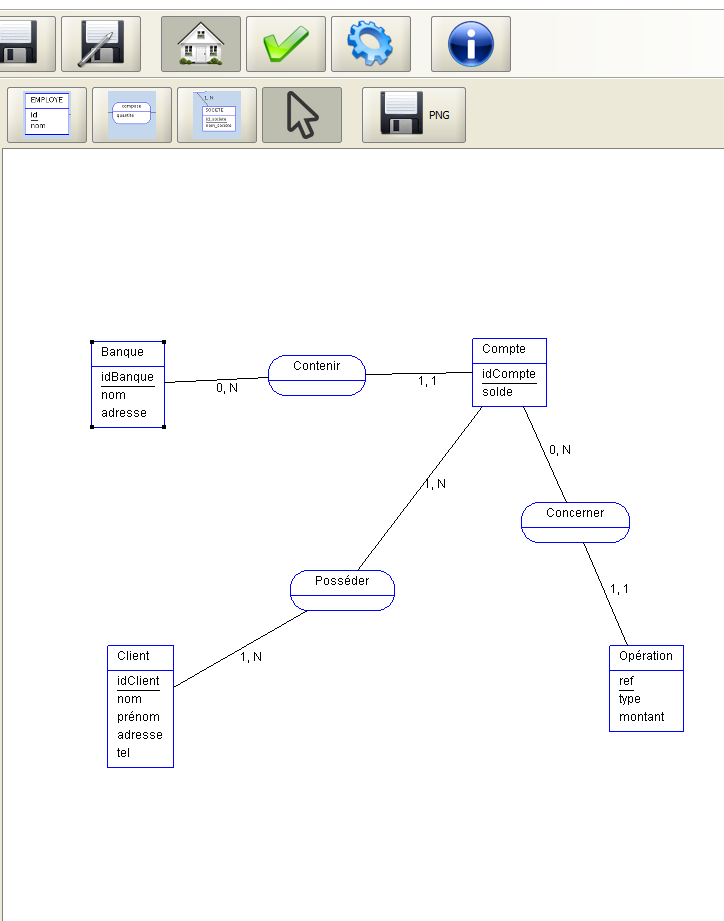 EMPLOYE
id
nom
compose
quantite
1, N
SOCIETE
id_societe
nom_societe
PNG
Banque
idBanque
nom
adresse
0, N
Contenir
1, 1
Compte
idCompte
solde
0, N
1, N
Concerner
Posséder
1, 1
1, N
Client
idClient
nom
prénom
adresse
tel
Opération
ref
type
montant